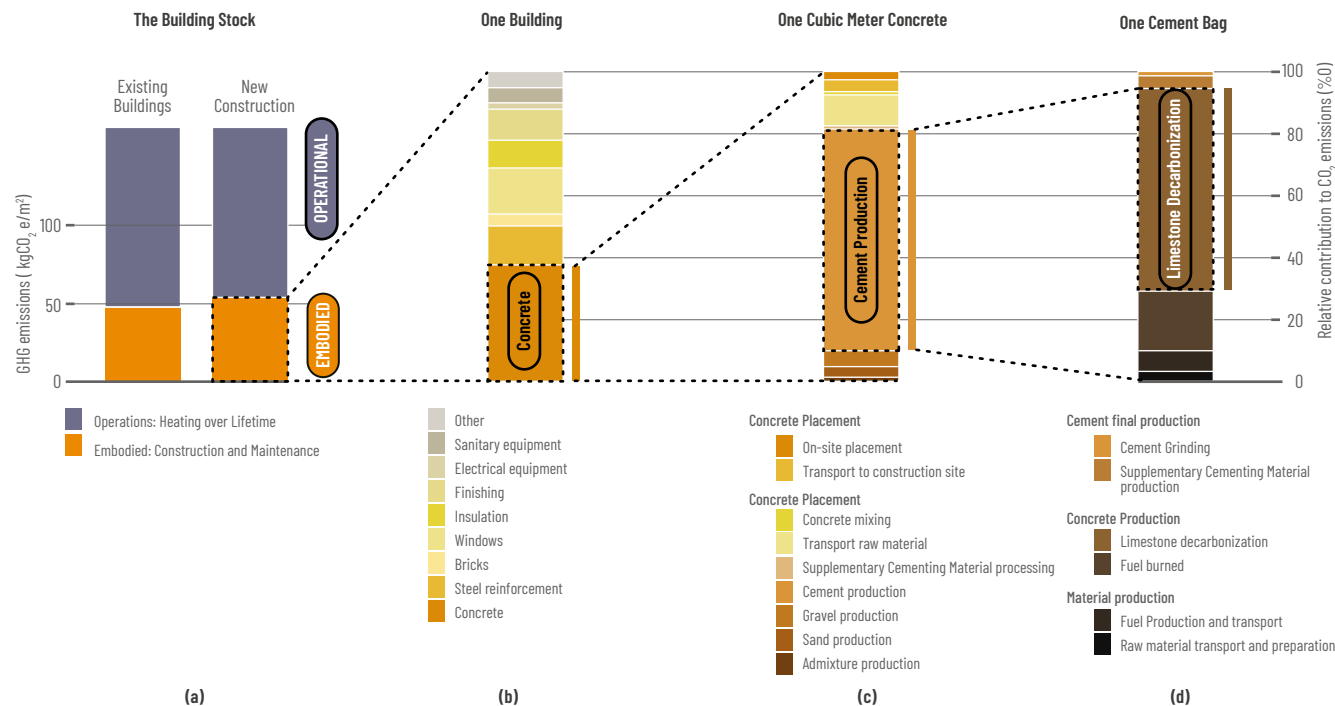 The Building Stock
One Building
One Cubic Meter Concrete
One Cement Bag
Existing
Buildings
New
Construction
OPERATIONAL
EMBODIED
Concrete
Cement Production
Limestone Decarbonization
GHG emissions ( kgCO2 e/m²)
100
50
0
Relative contribution to CO2 emissions (%0)
100
80
60
40
20
0
Operations: Heating over Lifetime
Embodied: Construction and Maintenance
Other
Sanitary equipment
Electrical equipment
Finishing
Insulation
Windows
Bricks
Steel reinforcement
Concrete
Concrete Placement
On-site placement
Transport to construction site
Concrete Placement
Concrete mixing
Transport raw material
Supplementary Cementing Material processing
Cement production
Gravel production
Sand production
Admixture production
Cement final production
Cement Grinding
Supplementary Cementing Material
production
Concrete Production
Limestone decarbonization
Fuel burned
Material production
Fuel Production and transport
Raw material transport and preparation
(a)
(b)
(c)
(d)